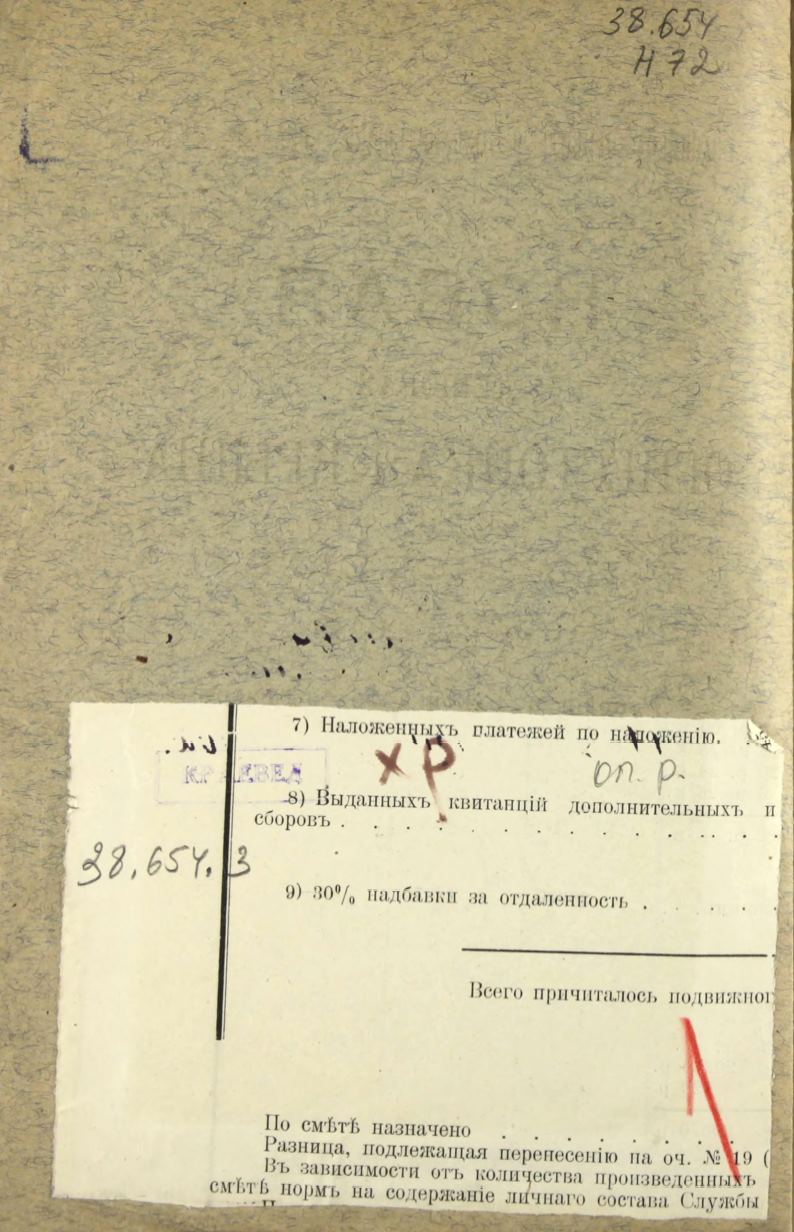 38.654
Н 72
7) Наложенныхъ платежей по наложенію.
КРАЕВЕД
ХР
оп. р.
8) Выданныхъ квитанцій дополнительныхъ и
сборовъ . . . . . . . . . .
38.654.3
9) 30% надбавки за отдаленность . . . .
Всего причиталось подвижног
По смѣтѣ назначено . . . . . . .
Разница, подлежащая перенесенію на оч. № 19 (
Въ зависимости отъ количества произведенныхъ
смѣтѣ нормъ на содержаніе личнаго состава Службы